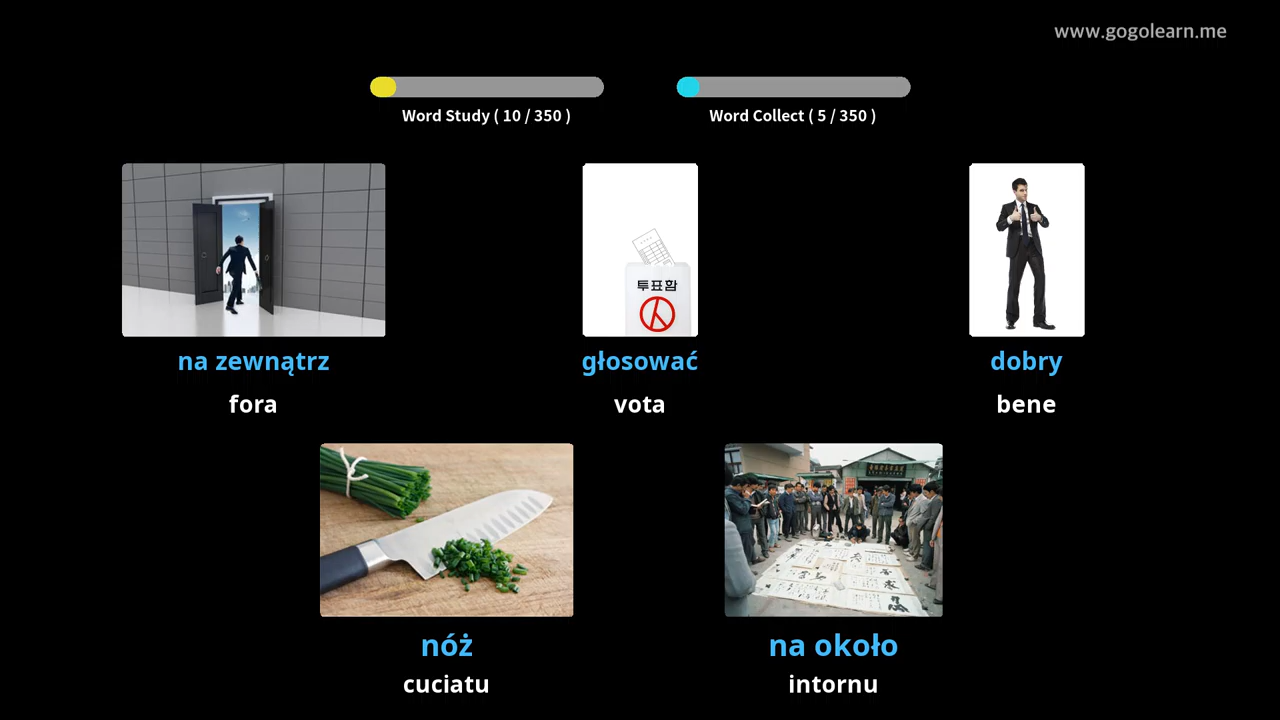 www.gogolearn.me
Word Study ( 10 / 350 )
Word Collect ( 5 / 350 )
투표함
na zewnątrz
głosować
dobry
fora
vota
bene
nóż
na około
cuciatu
intornu